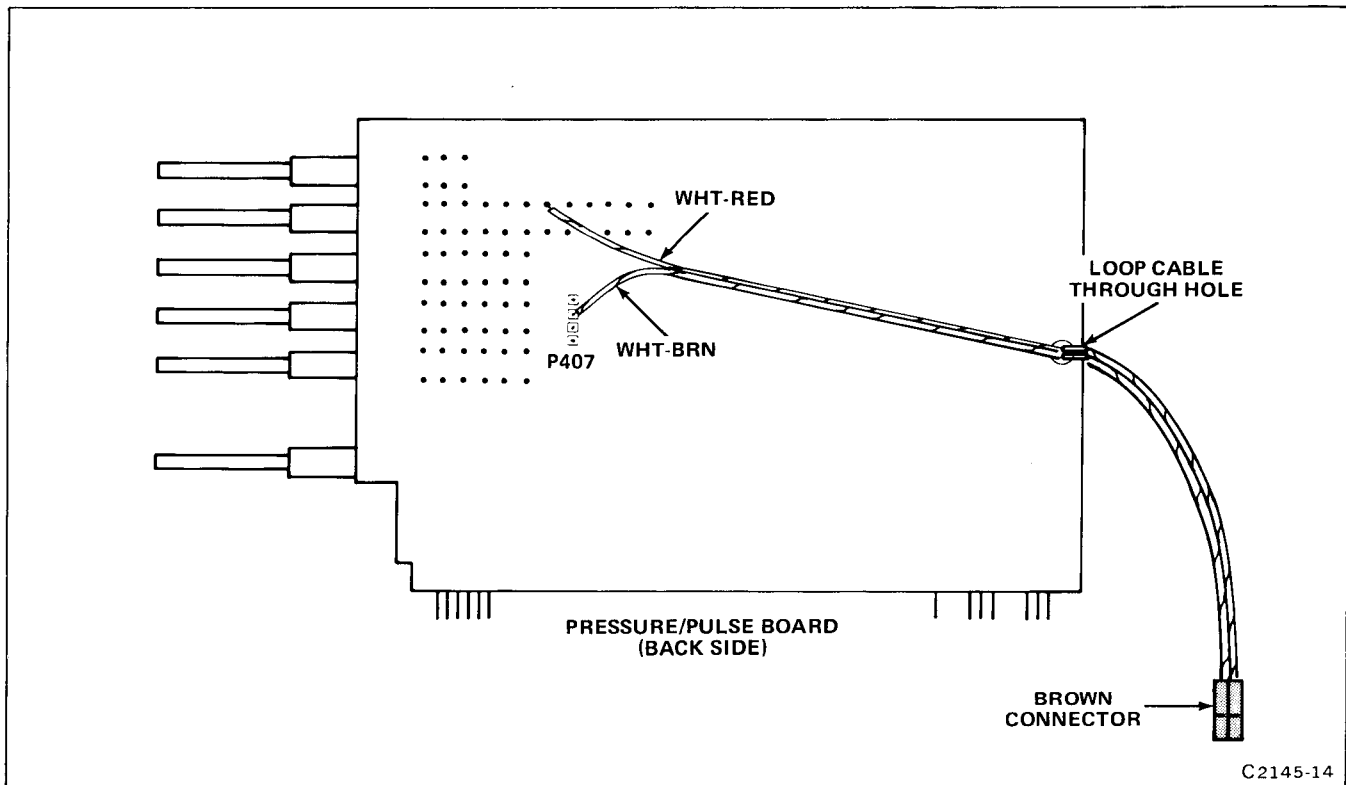 WHT-RED
LOOP CABLE
THROUGH HOLE
WHT-BRN
P407
PRESSURE/PULSE BOARD
(BACK SIDE)
BROWN
CONNECTOR
C2145-14